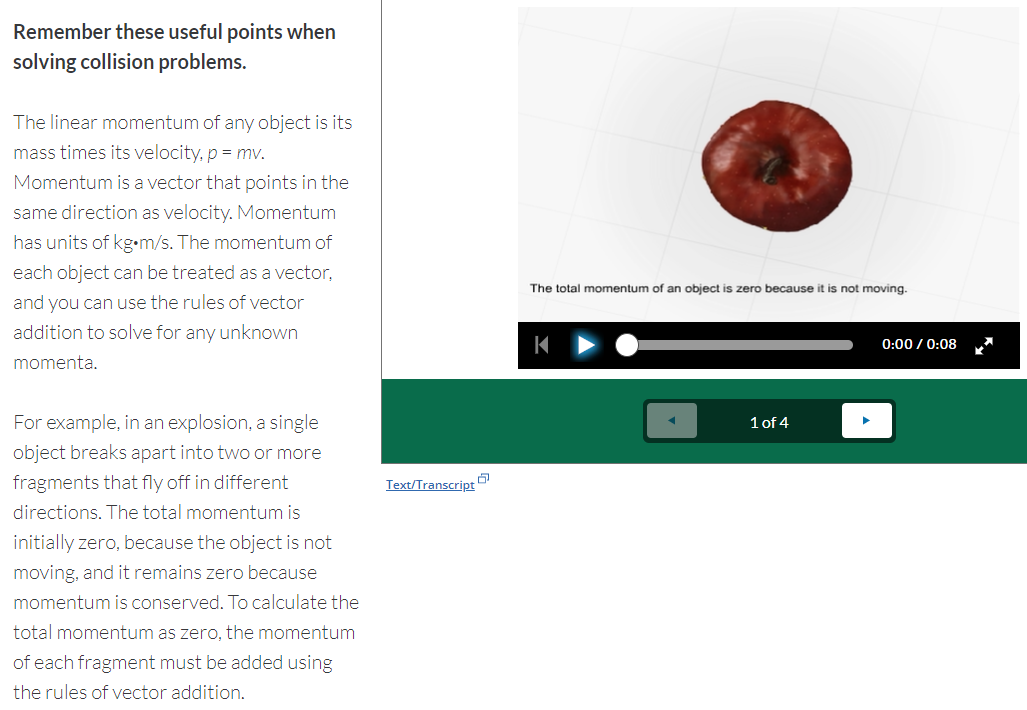 Remember these useful points when
solving collision problems.
The linear momentum of any object is its
mass times its velocity, p = mv.
Momentum is a vector that points in the
same direction as velocity. Momentum
has units of kg•m/s. The momentum of
each object can be treated as a vector,
and you can use the rules of vector
addition to solve for any unknown
momenta.
For example, in an explosion, a single
object breaks apart into two or more
fragments that fly off in different
directions. The total momentum is
initially zero, because the object is not
moving, and it remains zero because
momentum is conserved. To calculate the
total momentum as zero, the momentum
of each fragment must be added using
the rules of vector addition.
The total momentum of an object is zero because it is not moving.
0:00 / 0:08
1 of 4
Text/Transcript